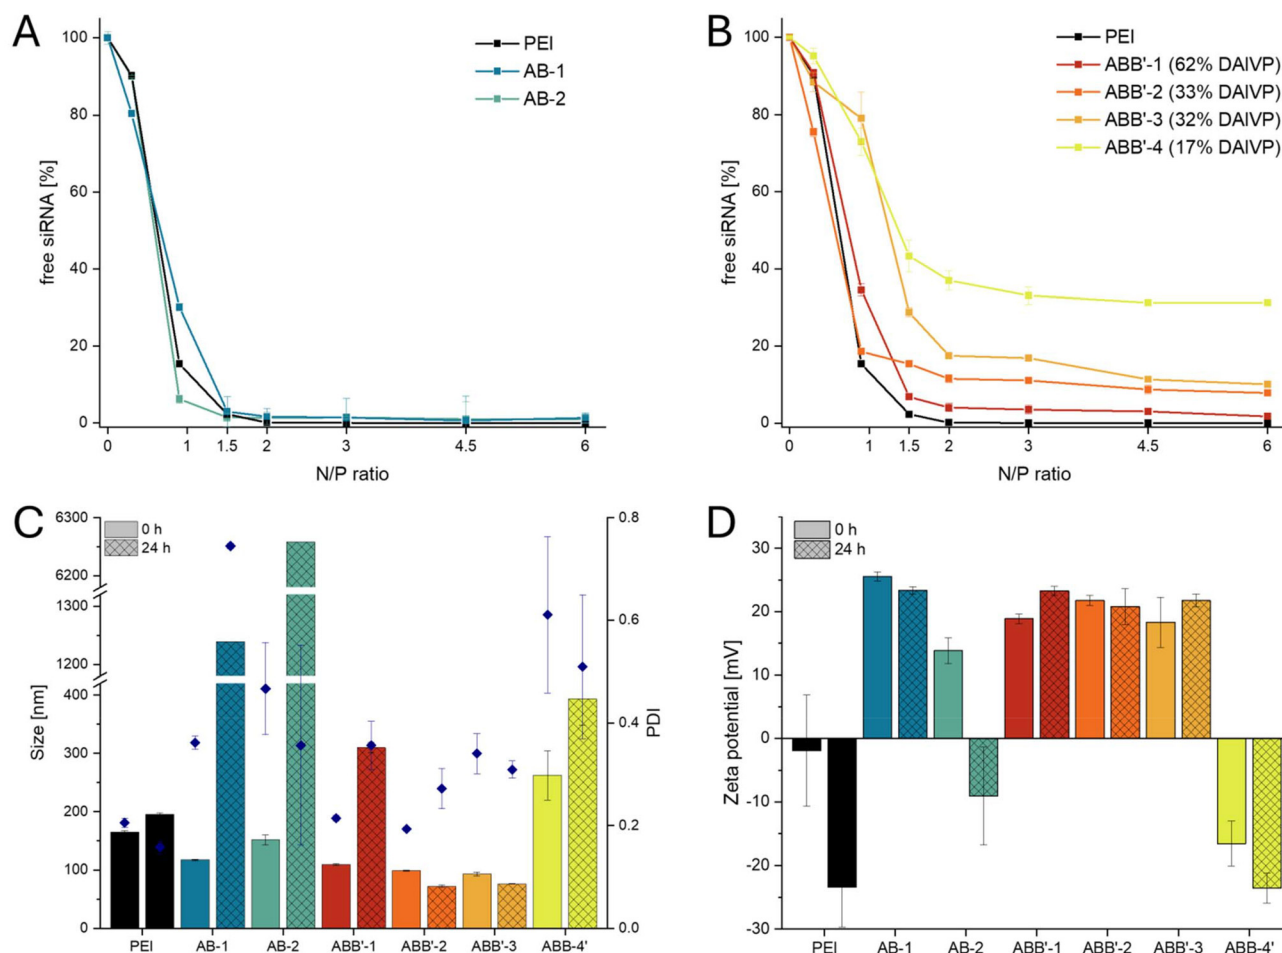 A
100
80
60
40
20
0
free siRNA [%]
PEI
AB-1
AB-2
0 1 1.5 2 3 4.5 6
N/P ratio
B
100
80
60
40
20
0
free siRNA [%]
PEI
ABB'-1 (62% DAIVP)
ABB'-2 (33% DAIVP)
ABB'-3 (32% DAIVP)
ABB'-4 (17% DAIVP)
0 1 1.5 2 3 4.5 6
N/P ratio
C
6300
6200
1300
1200
400
300
200
100
0
Size [nm]
0 h
24 h
0.8
0.6
0.4
0.2
0.0
PDI
PEI AB-1 AB-2 ABB'-1 ABB'-2 ABB'-3 ABB-4'
D
30
20
10
0
-10
-20
-30
Zeta potential [mV]
0 h
24 h
PEI AB-1 AB-2 ABB'-1 ABB'-2 ABB'-3 ABB-4'